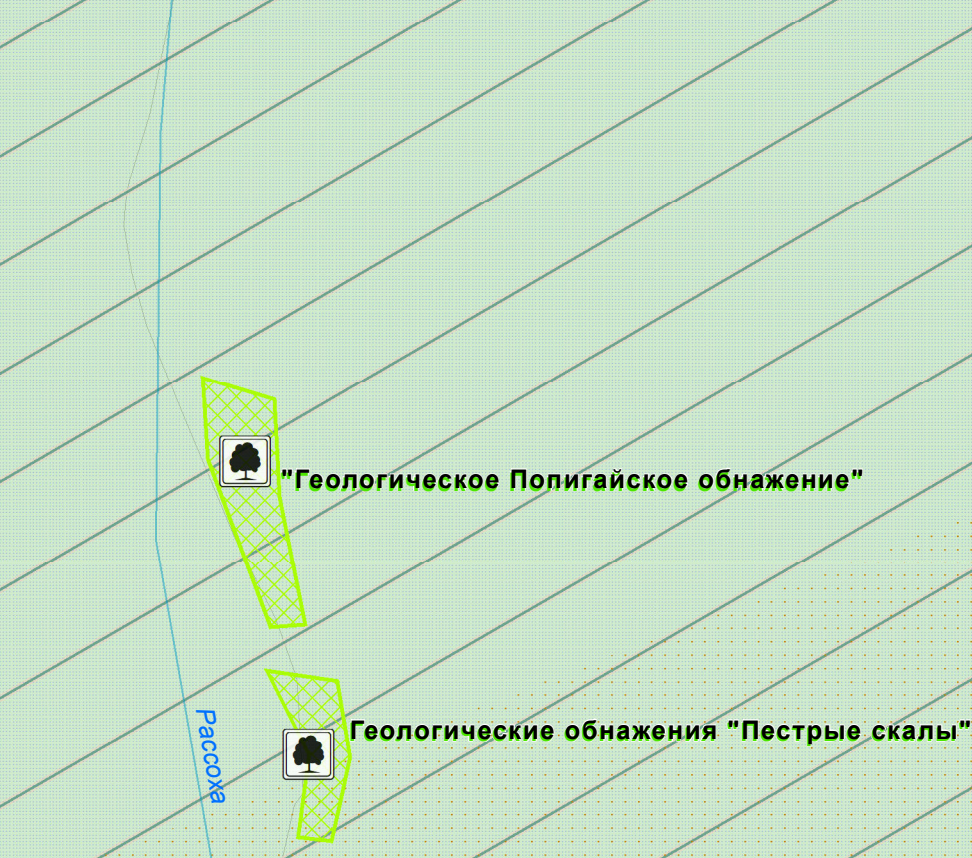 "Геологическое Попигайское обнажение"
Геологические обнажения "Пестрые скалы"
Рассоха